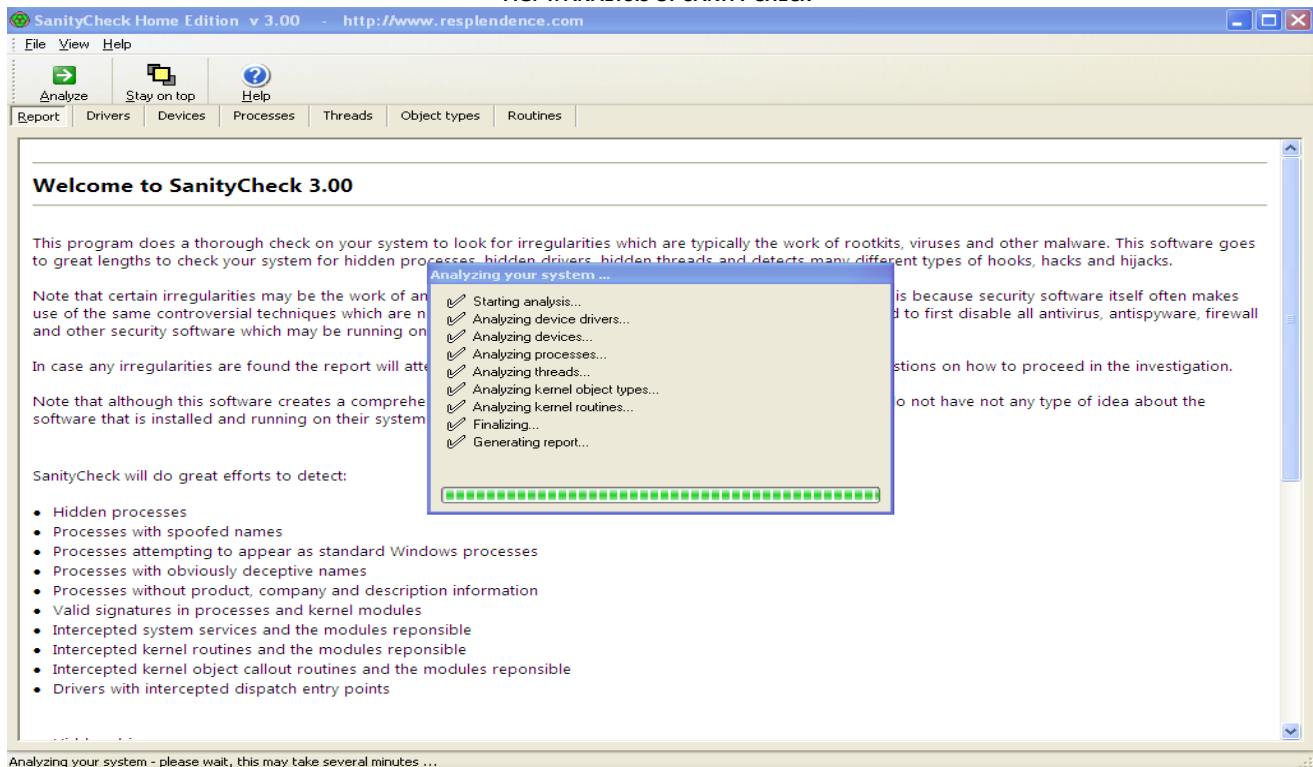 SanityCheck Home Edition v 3.00 - http://www.resplendence.com
File View Help
Analyze Stay on top Help
Report Drivers Devices Processes Threads Object types Routines
Welcome to SanityCheck 3.00
This program does a thorough check on your system to look for irregularities which are typically the work of rootkits, viruses and other malware. This software goes
to great lengths to check your system for hidden processes, hidden drivers, hidden threads and detects many different types of hooks, hacks and hijacks.
Note that certain irregularities may be the work of an is because security software itself often makes
use of the same controversial techniques which are n d to first disable all antivirus, antispyware, firewall
and other security software which may be running on
In case any irregularities are found the report will atte stions on how to proceed in the investigation.
Note that although this software creates a comprehe o not have not any type of idea about the
software that is installed and running on their system
Analyzing your system ...
Starting analysis...
Analyzing device drivers...
Analyzing devices...
Analyzing processes...
Analyzing threads...
Analyzing kernel object types...
Analyzing kernel routines...
Finalizing...
Generating report...
SanityCheck will do great efforts to detect:
• Hidden processes
• Processes with spoofed names
• Processes attempting to appear as standard Windows processes
• Processes with obviously deceptive names
• Processes without product, company and description information
• Valid signatures in processes and kernel modules
• Intercepted system services and the modules reponsible
• Intercepted kernel routines and the modules reponsible
• Intercepted kernel object callout routines and the modules reponsible
• Drivers with intercepted dispatch entry points
Analyzing your system - please wait, this may take several minutes ...